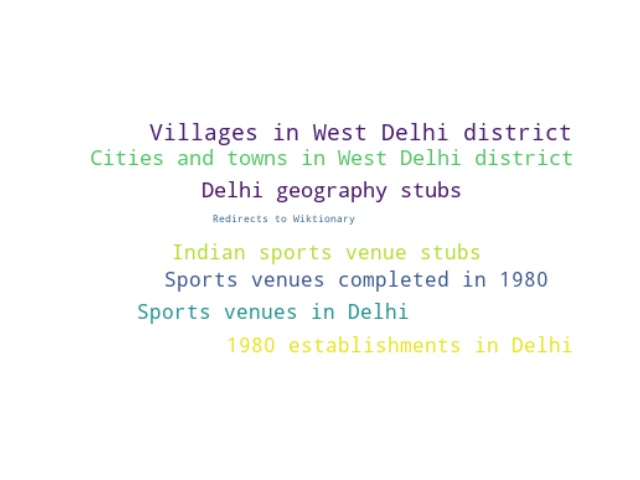 Villages in West Delhi district
Cities and towns in West Delhi district
Delhi geography stubs
Redirects to Wiktionary
Indian sports venue stubs
Sports venues completed in 1980
Sports venues in Delhi
1980 establishments in Delhi